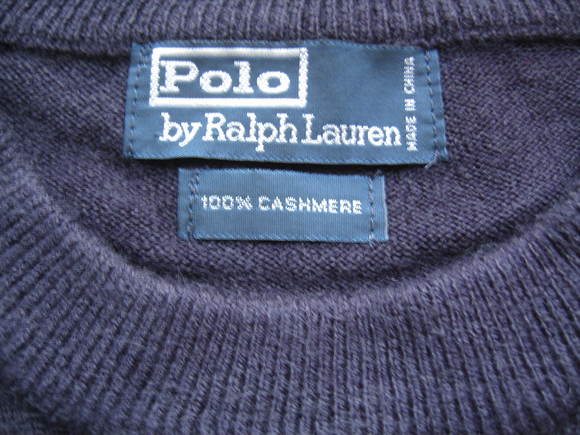 Polo
by Ralph Lauren
MADE IN CHINA
100% CASHMERE